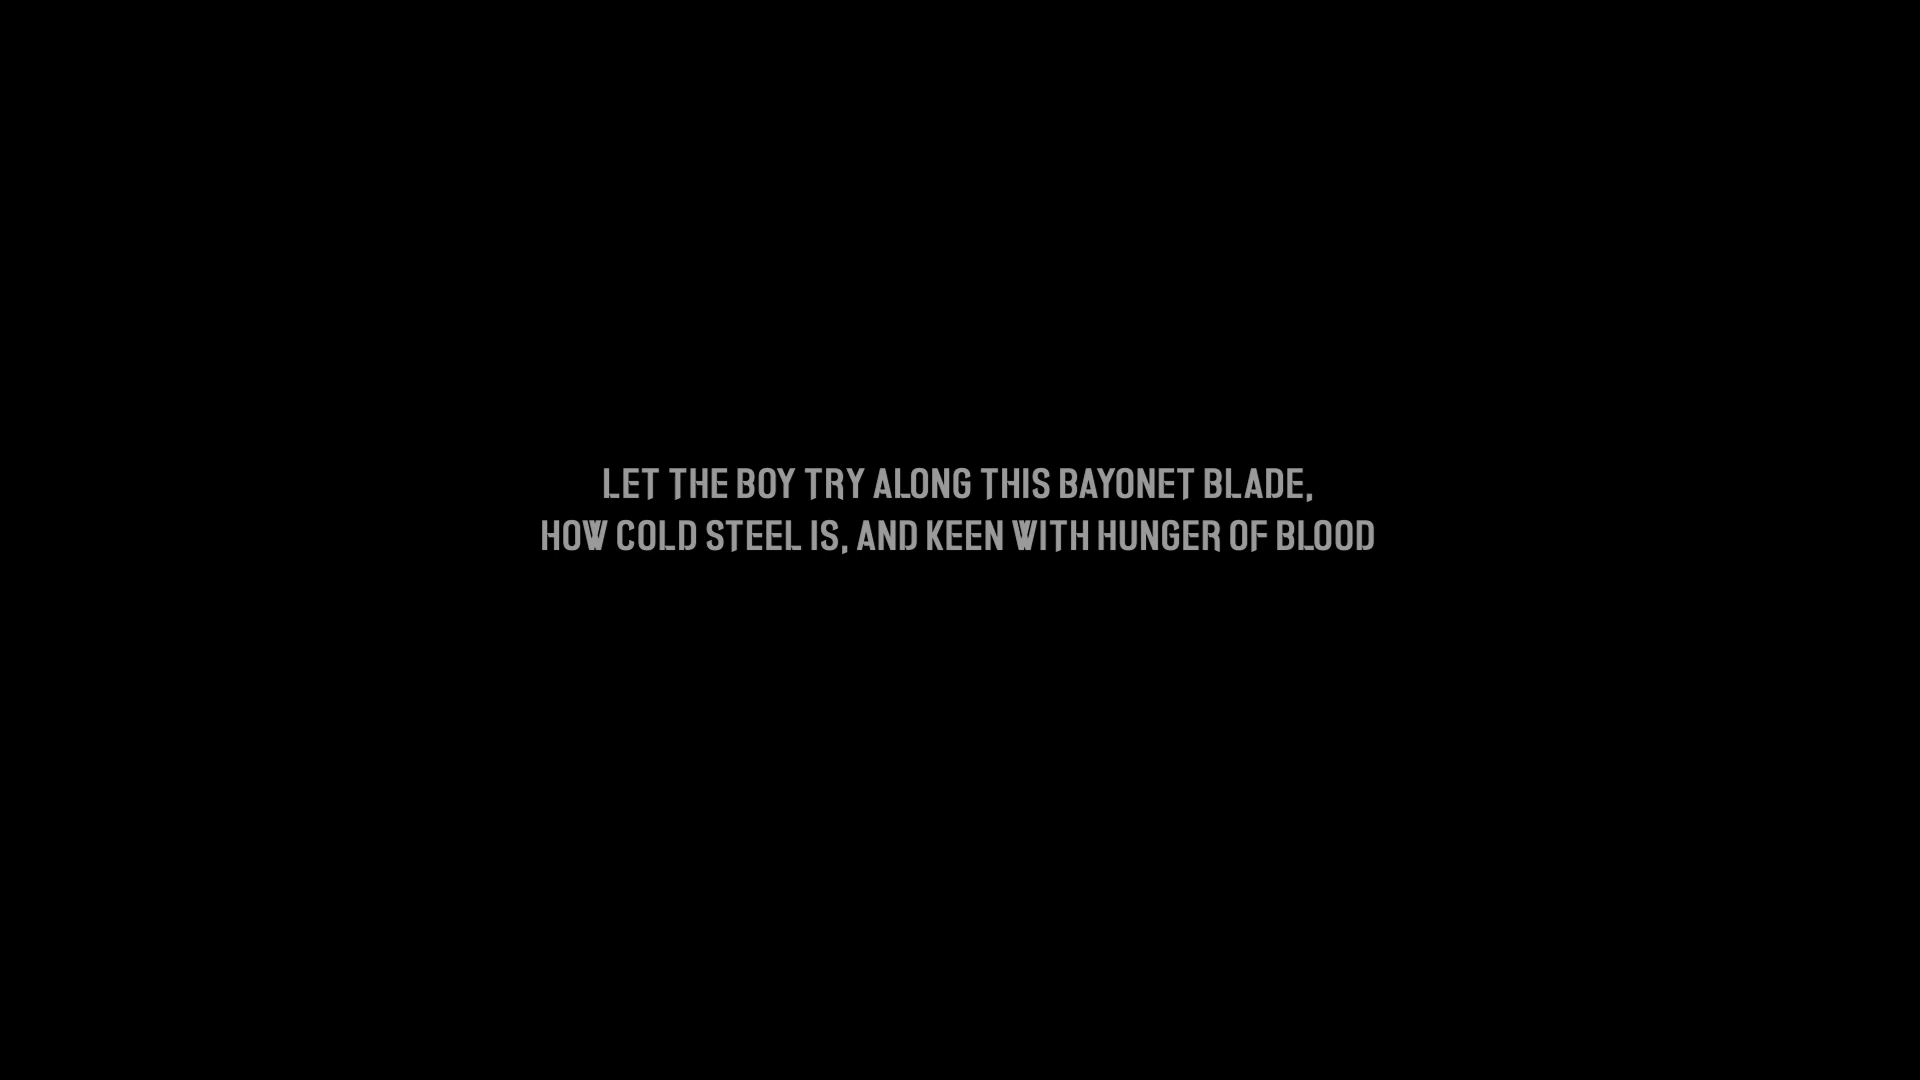 LET THE BOY TRY ALONG THIS BAYONET BLADE,
HOW COLD STEEL IS, AND KEEN WITH HUNGER OF BLOOD